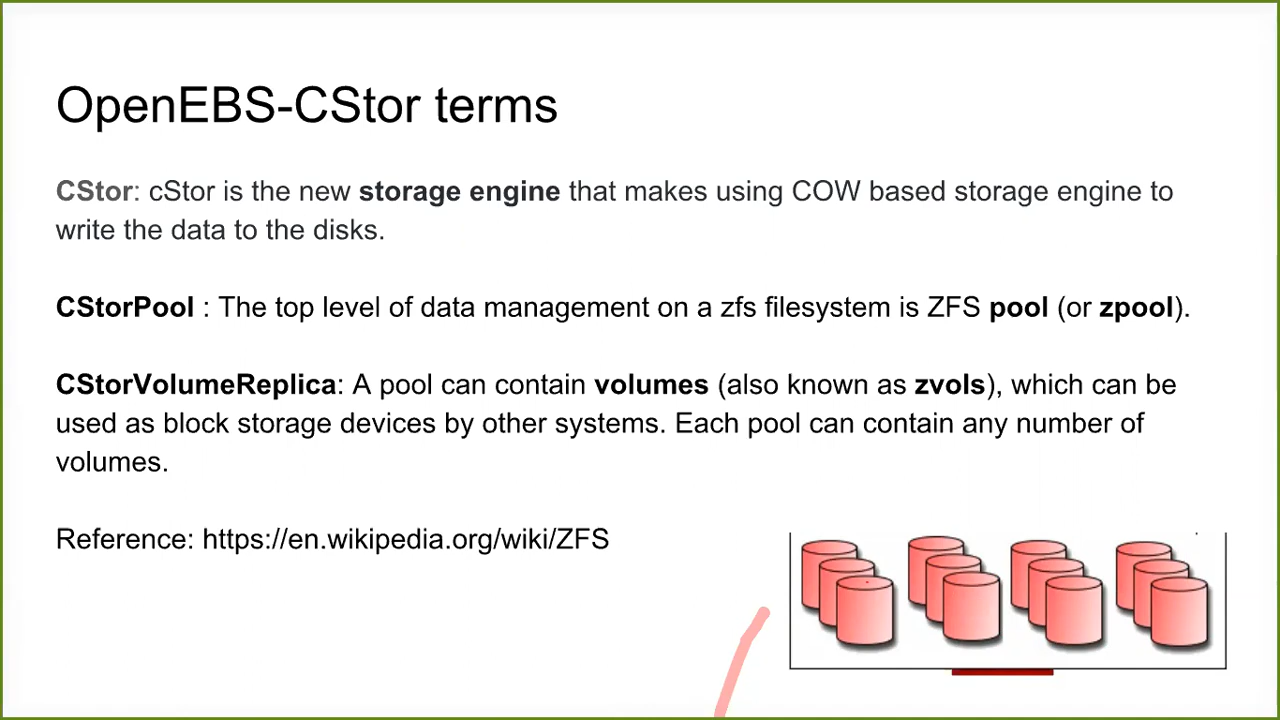 OpenEBS-CStor terms
CStor: cStor is the new storage engine that makes using COW based storage engine to
write the data to the disks.
CStorPool : The top level of data management on a zfs filesystem is ZFS pool (or zpool).
CStorVolumeReplica: A pool can contain volumes (also known as zvols), which can be
used as block storage devices by other systems. Each pool can contain any number of
volumes.
Reference: https://en.wikipedia.org/wiki/ZFS